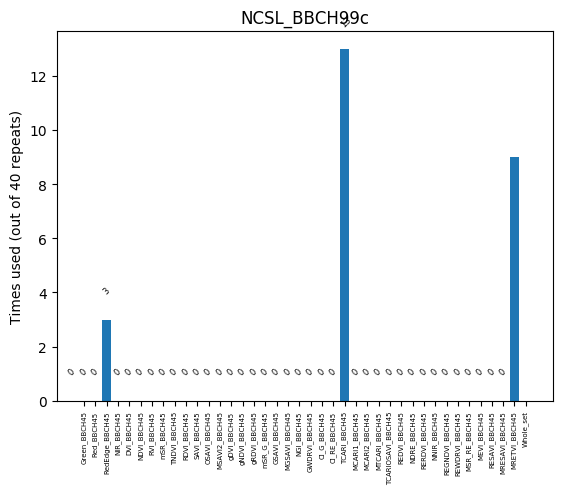 NCSL_BBCH99c
Times used (out of 40 repeats)
12
10
8
6
4
2
0
0 0 0 3 0 0 0 0 0 0 0 0 0 0 0 0 0 0 0 0 0 0 0 0 0 0 0 0 0 0 0 0 0 0 0 0 0
Green_BBCH45
Red_BBCH45
RedEdge_BBCH45
NIR_BBCH45
DVI_BBCH45
NDVI_BBCH45
RVI_BBCH45
mSR_BBCH45
TNDVI_BBCH45
RDVI_BBCH45
SAVI_BBCH45
OSAVI_BBCH45
MSAVI2_BBCH45
gDVI_BBCH45
gNDVI_BBCH45
gRDVI_BBCH45
mSR_G_BBCH45
GSAVI_BBCH45
MGSAVI_BBCH45
NGI_BBCH45
GWDRVI_BBCH45
CI_G_BBCH45
CI_RE_BBCH45
TCARI_BBCH45
MCARI1_BBCH45
MCARI2_BBCH45
MTCARI_BBCH45
TCARIOSAVI_BBCH45
REDVI_BBCH45
NDRE_BBCH45
RERDVI_BBCH45
NNIR_BBCH45
REGNDVI_BBCH45
REWDRVI_BBCH45
MSR_RE_BBCH45
MEVI_BBCH45
RESAVI_BBCH45
MRESAVI_BBCH45
MRETVI_BBCH45
Whole_set